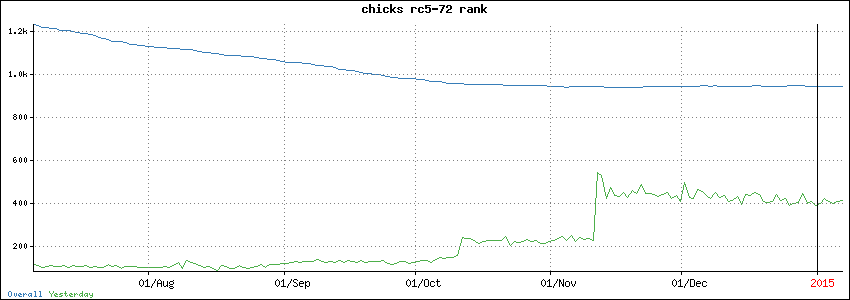 chicks rc5-72 rank
1.2k
1.0k
800
600
400
200
01/Aug 01/Sep 01/Oct 01/Nov 01/Dec 2015
Overall Yesterday